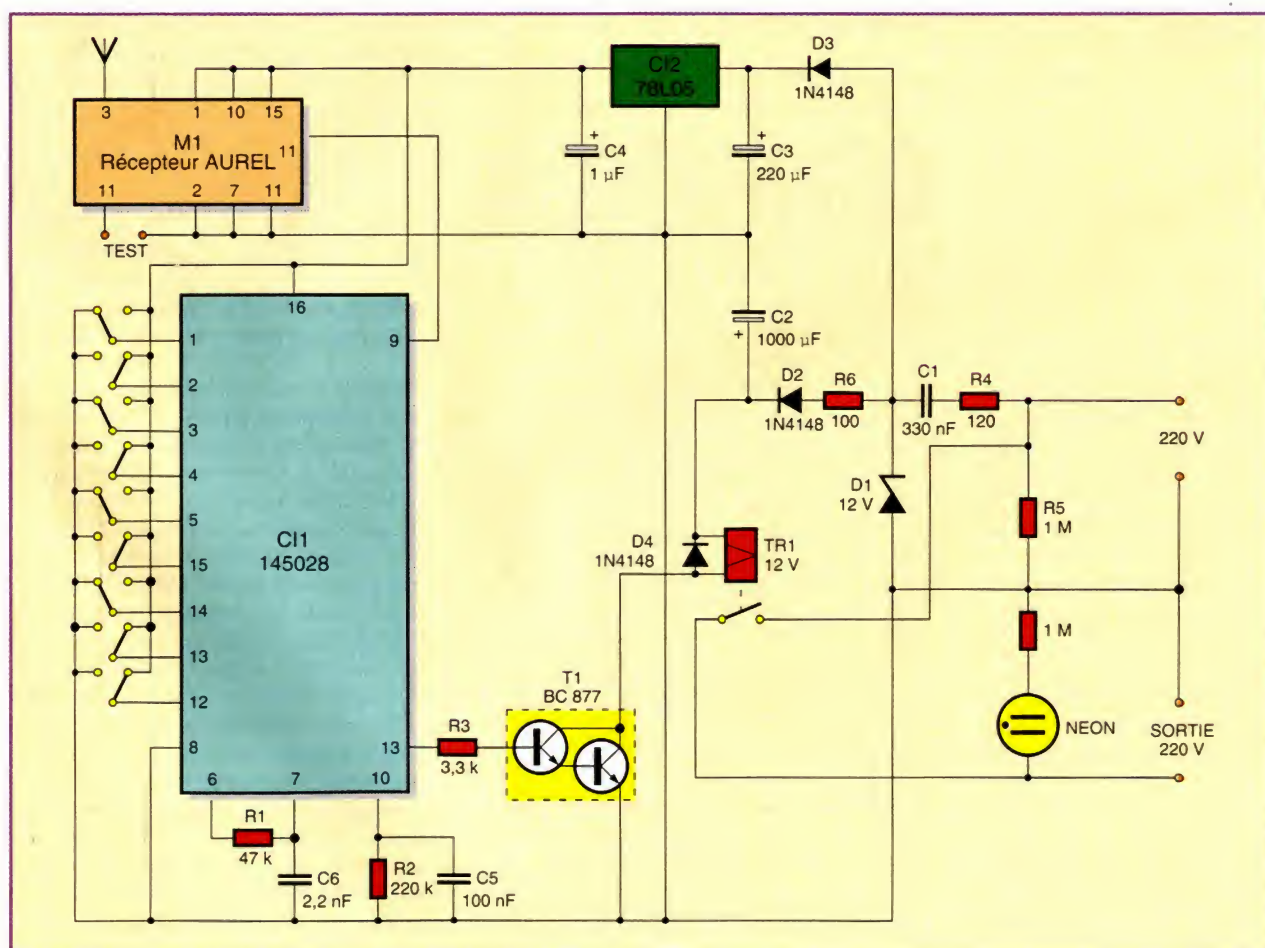 3
1
10
15
M1
Récepteur AUREL
11
11
2
7
11
TEST
CI2
78L05
D3
1N4148
C4
1 µF
C3
220 µF
C2
1000 µF
D2
1N4148
R6
100
C1
330 nF
R4
120
220 V
D1
12 V
R5
1 M
D4
1N4148
TR1
12 V
1 M
NEON
SORTIE
220 V
16
9
1
2
3
4
5
15
14
13
12
CI1
145028
8
13
6
7
10
R3
3,3 k
T1
BC 877
R1
47 k
C6
2,2 nF
R2
220 k
C5
100 nF